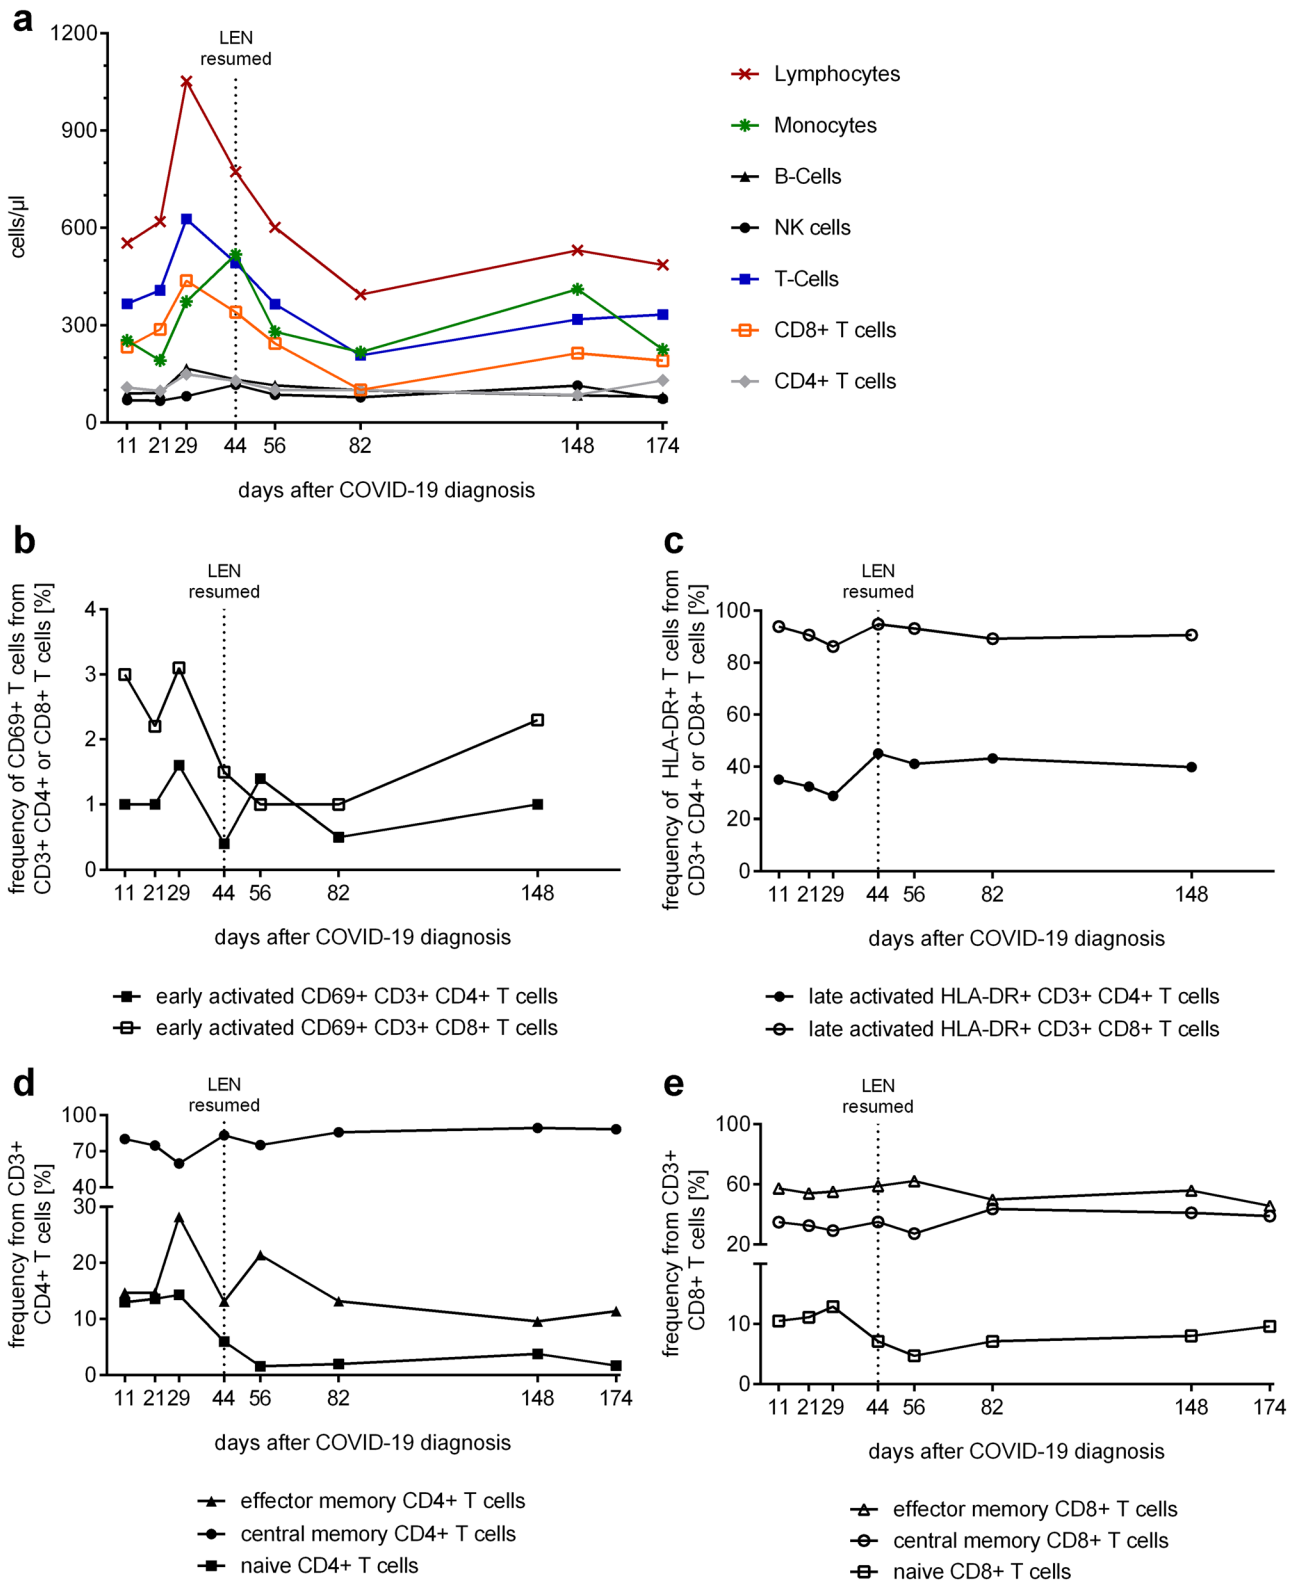 a
1200
900
600
300
0
cells/µl
LEN
resumed
11 21 29 44 56 82 148 174
days after COVID-19 diagnosis
Lymphocytes
Monocytes
B-Cells
NK cells
T-Cells
CD8+ T cells
CD4+ T cells
b
LEN
resumed
frequency of CD69+ T cells from
CD3+ CD4+ or CD8+ T cells [%]
4
3
2
1
0
11 21 29 44 56 82 148
days after COVID-19 diagnosis
early activated CD69+ CD3+ CD4+ T cells
early activated CD69+ CD3+ CD8+ T cells
c
LEN
resumed
frequency of HLA-DR+ T cells from
CD3+ CD4+ or CD8+ T cells [%]
100
80
60
40
20
0
11 21 29 44 56 82 148
days after COVID-19 diagnosis
late activated HLA-DR+ CD3+ CD4+ T cells
late activated HLA-DR+ CD3+ CD8+ T cells
d
LEN
resumed
frequency from CD3+
CD4+ T cells [%]
100
70
40
30
20
10
0
11 21 29 44 56 82 148 174
days after COVID-19 diagnosis
effector memory CD4+ T cells
central memory CD4+ T cells
naive CD4+ T cells
e
LEN
resumed
frequency from CD3+
CD8+ T cells [%]
100
60
20
10
0
11 21 29 44 56 82 148 174
days after COVID-19 diagnosis
effector memory CD8+ T cells
central memory CD8+ T cells
naive CD8+ T cells